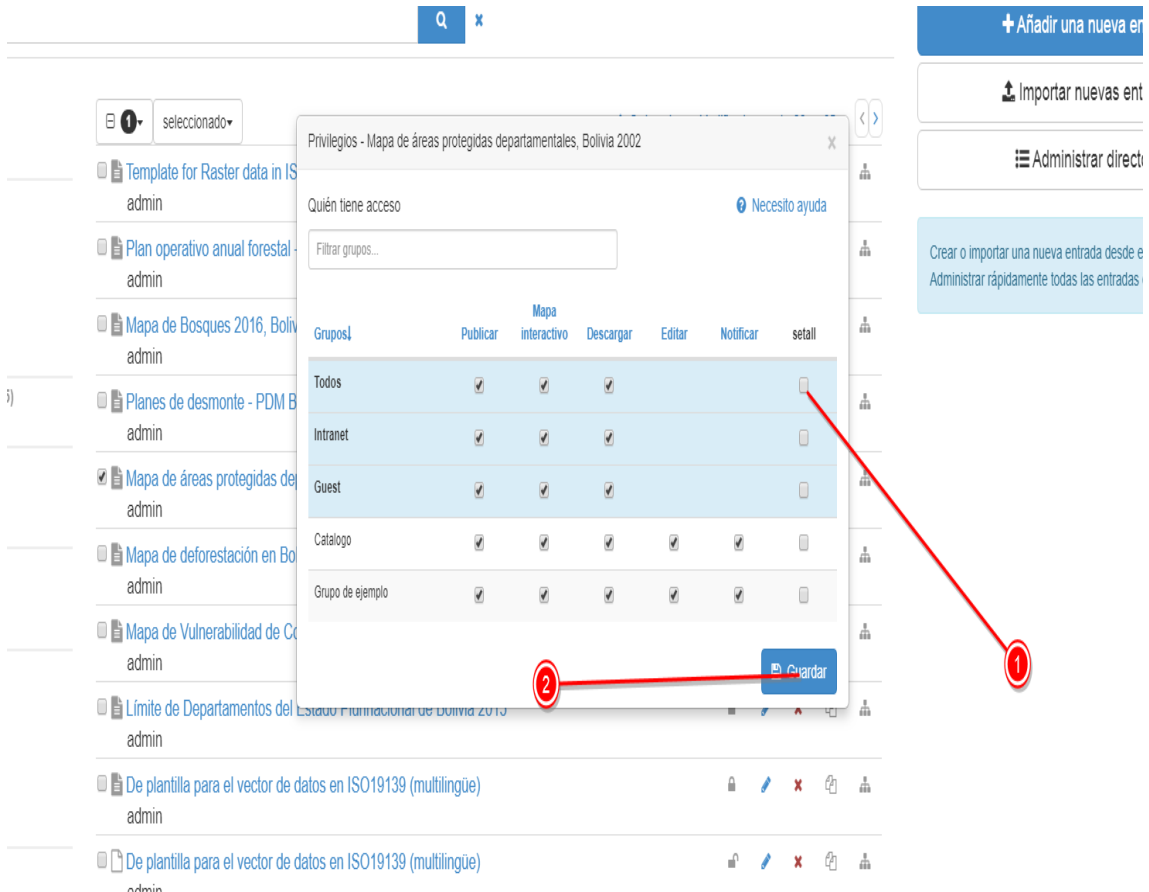 + Añadir una nueva en
Importar nuevas ent
1 seleccionado
Administrar directo
Privilegios - Mapa de áreas protegidas departamentales, Bolivia 2002 x
Template for Raster data in IS
admin
Quién tiene acceso
Necesito ayuda
Filtrar grupos...
Plan operativo anual forestal -
admin
Crear o importar una nueva entrada desde e
Administrar rápidamente todas las entradas
Mapa de Bosques 2016, Boliv
admin
Grupos Publicar Mapa interactivo Descargar Editar Notificar setall
5)
Planes de desmonte - PDM B
admin
Todos
Intranet
Mapa de áreas protegidas de
admin
Guest
Catalogo
Mapa de deforestación en Bo
admin
Grupo de ejemplo
Mapa de Vulnerabilidad de Co
admin
Guardar
1
2
Límite de Departamentos del Estado Plurinacional de Bolivia 2015
admin
De plantilla para el vector de datos en ISO19139 (multilingüe)
admin
De plantilla para el vector de datos en ISO19139 (multilingüe)
admin